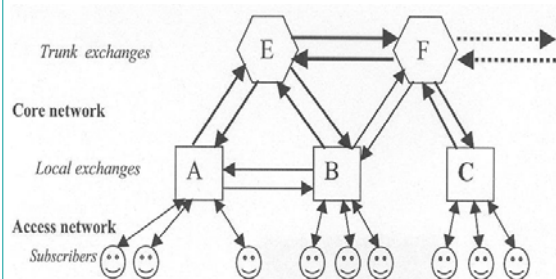 Trunk exchanges
E
F
Core network
Local exchanges
A
B
C
Access network
Subscribers